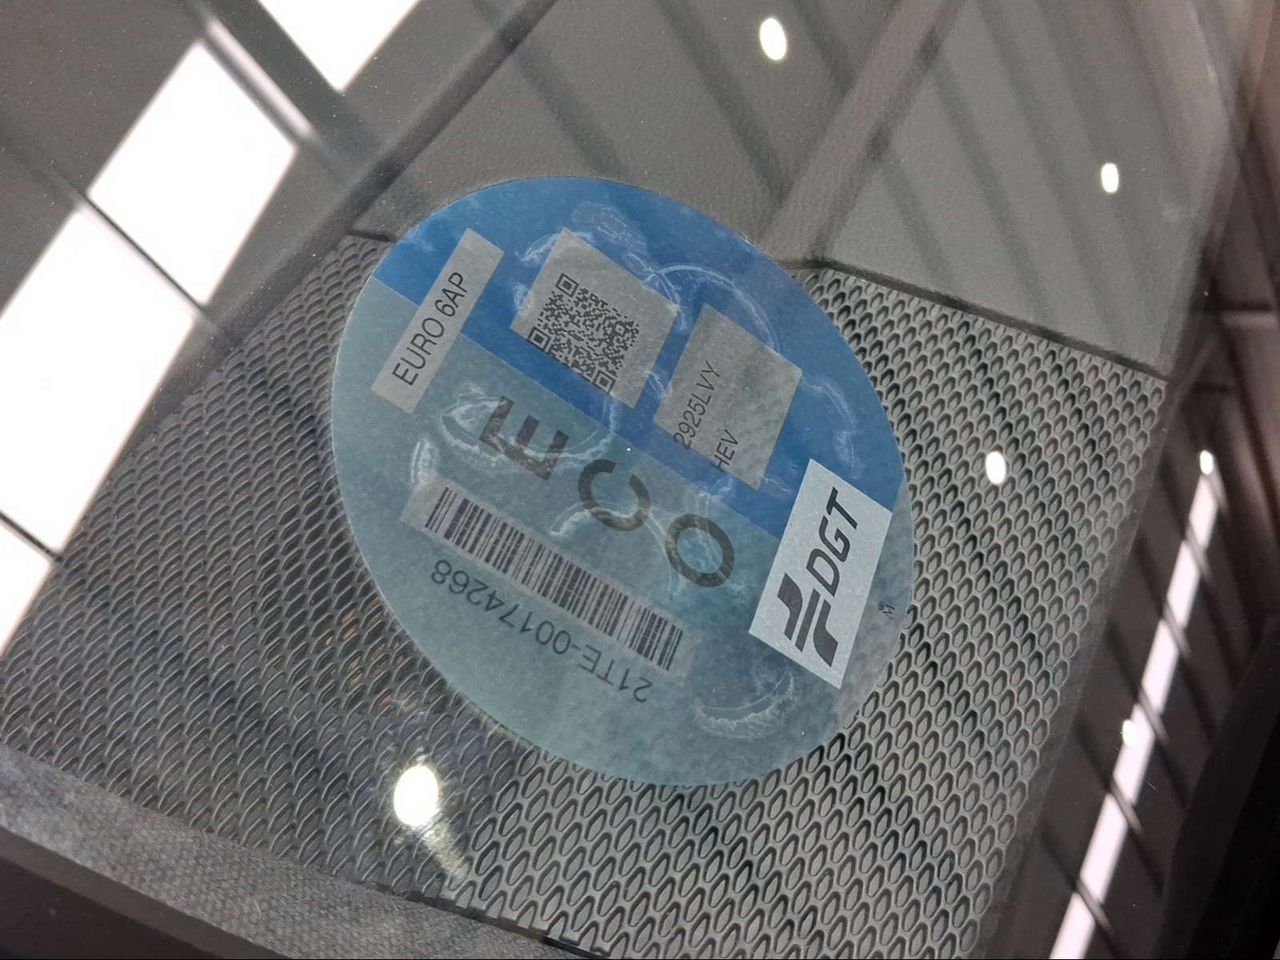 EURO 6AP
2925LVY
HEV
ECO
DGT
21TE-00174268